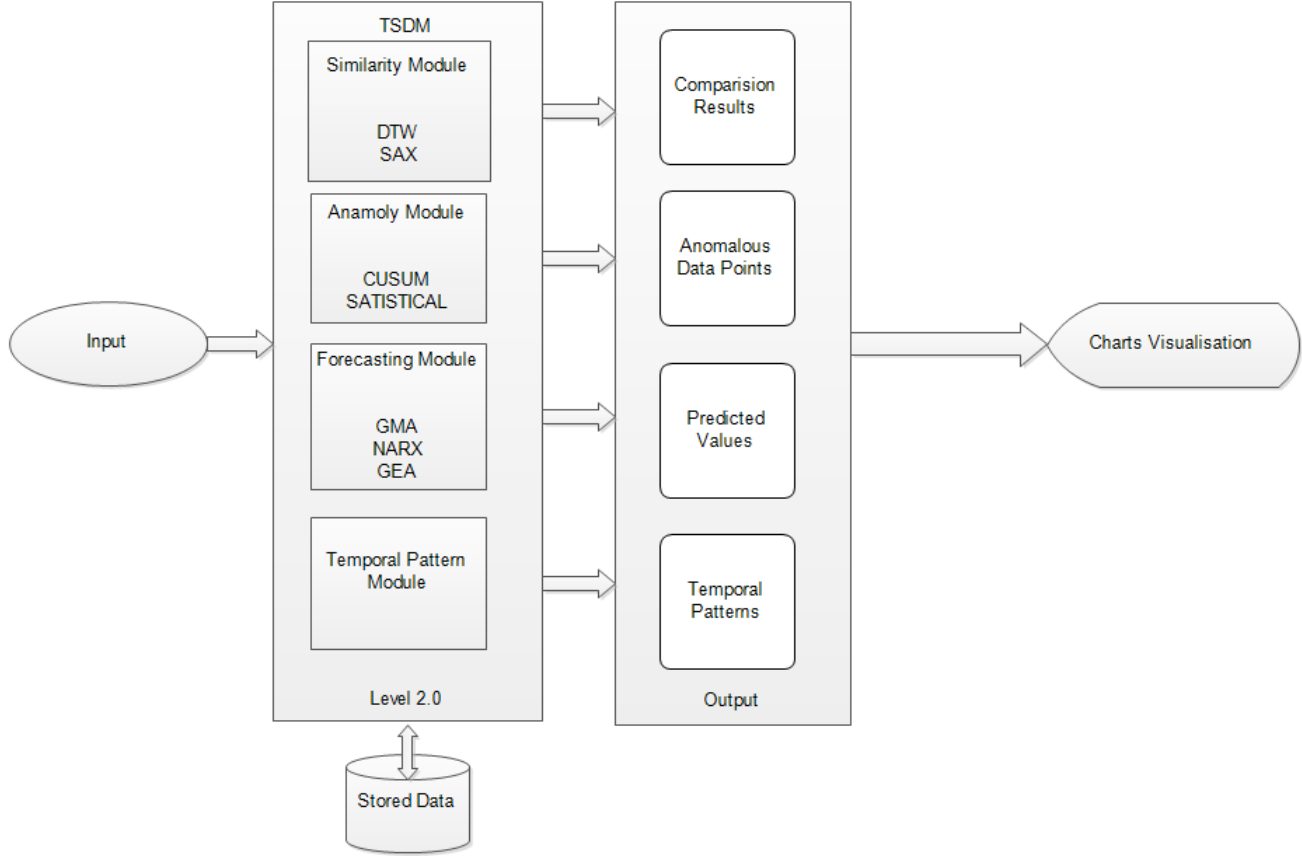 TSDM
Similarity Module
DTW
SAX
Anamoly Module
CUSUM
SATISTICAL
Forecasting Module
GMA
NARX
GEA
Temporal Pattern
Module
Level 2.0
Input
Stored Data
Comparision
Results
Anomalous
Data Points
Predicted
Values
Temporal
Patterns
Output
Charts Visualisation